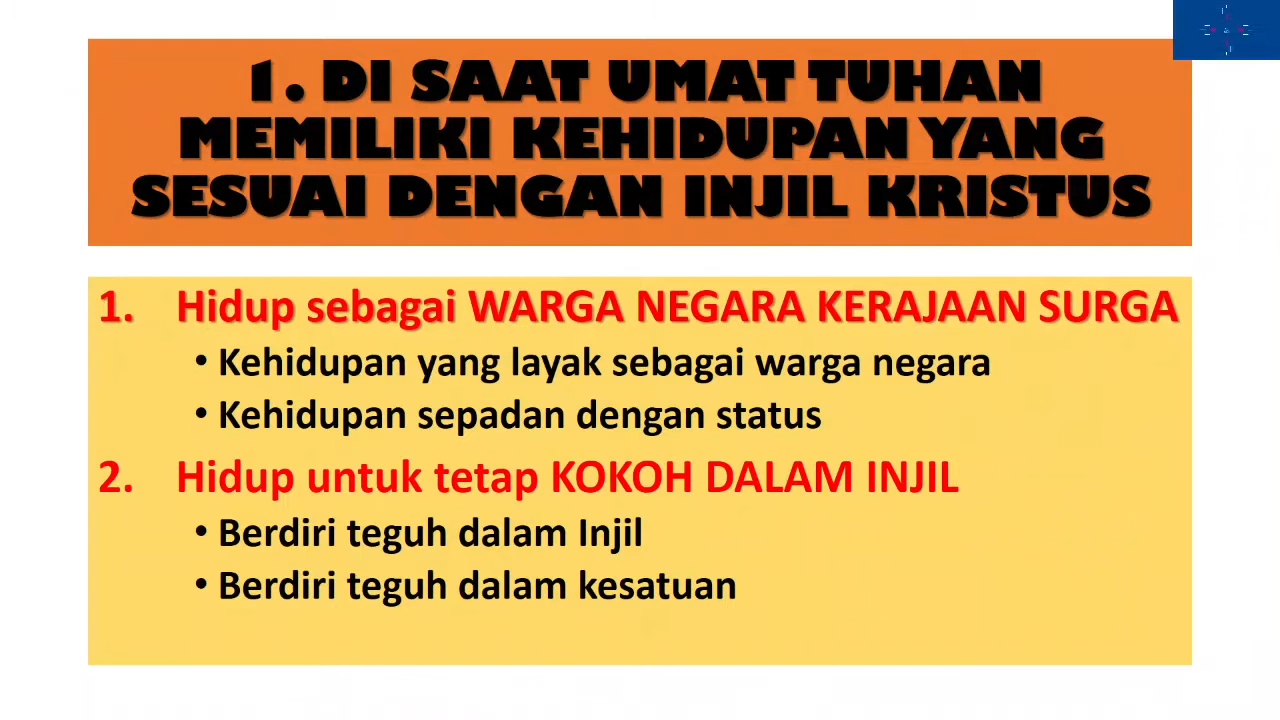 1. DI SAAT UMAT TUHAN
MEMILIKI KEHIDUPAN YANG
SESUAI DENGAN INJIL KRISTUS
1. Hidup sebagai WARGA NEGARA KERAJAAN SURGA
• Kehidupan yang layak sebagai warga negara
• Kehidupan sepadan dengan status
2. Hidup untuk tetap KOKOH DALAM INJIL
• Berdiri teguh dalam Injil
• Berdiri teguh dalam kesatuan